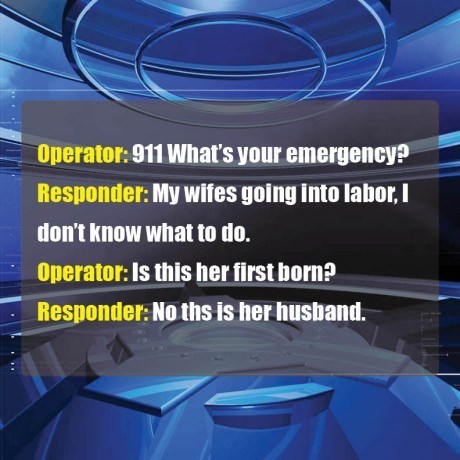 Operator: 911 What's your emergency?
Responder: My wifes going into labor, I
don't know what to do.
Operator: Is this her first born?
Responder: No ths is her husband.